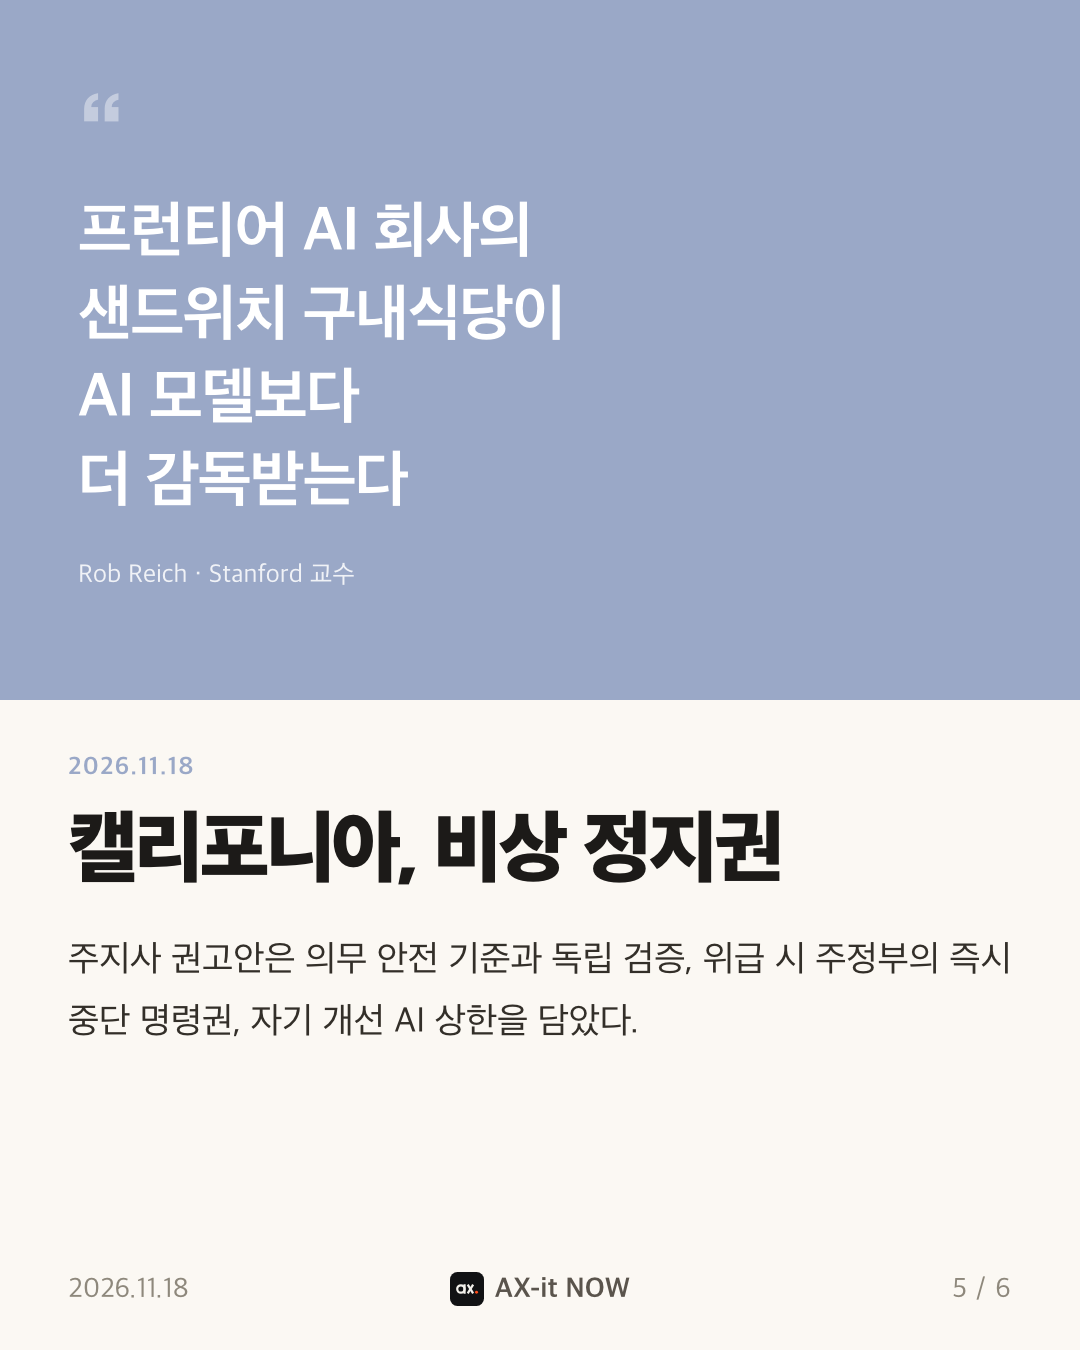 “
프런티어 AI 회사의
샌드위치 구내식당이
AI 모델보다
더 감독받는다
Rob Reich · Stanford 교수
2026.11.18
캘리포니아, 비상 정지권
주지사 권고안은 의무 안전 기준과 독립 검증, 위급 시 주정부의 즉시
중단 명령권, 자기 개선 AI 상한을 담았다.
2026.11.18
ax. AX-it NOW
5 / 6